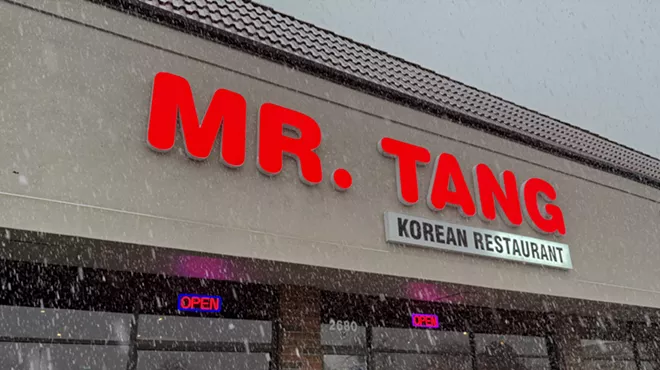 MR. TANG
KOREAN RESTAURANT
OPEN
2680
OPEN